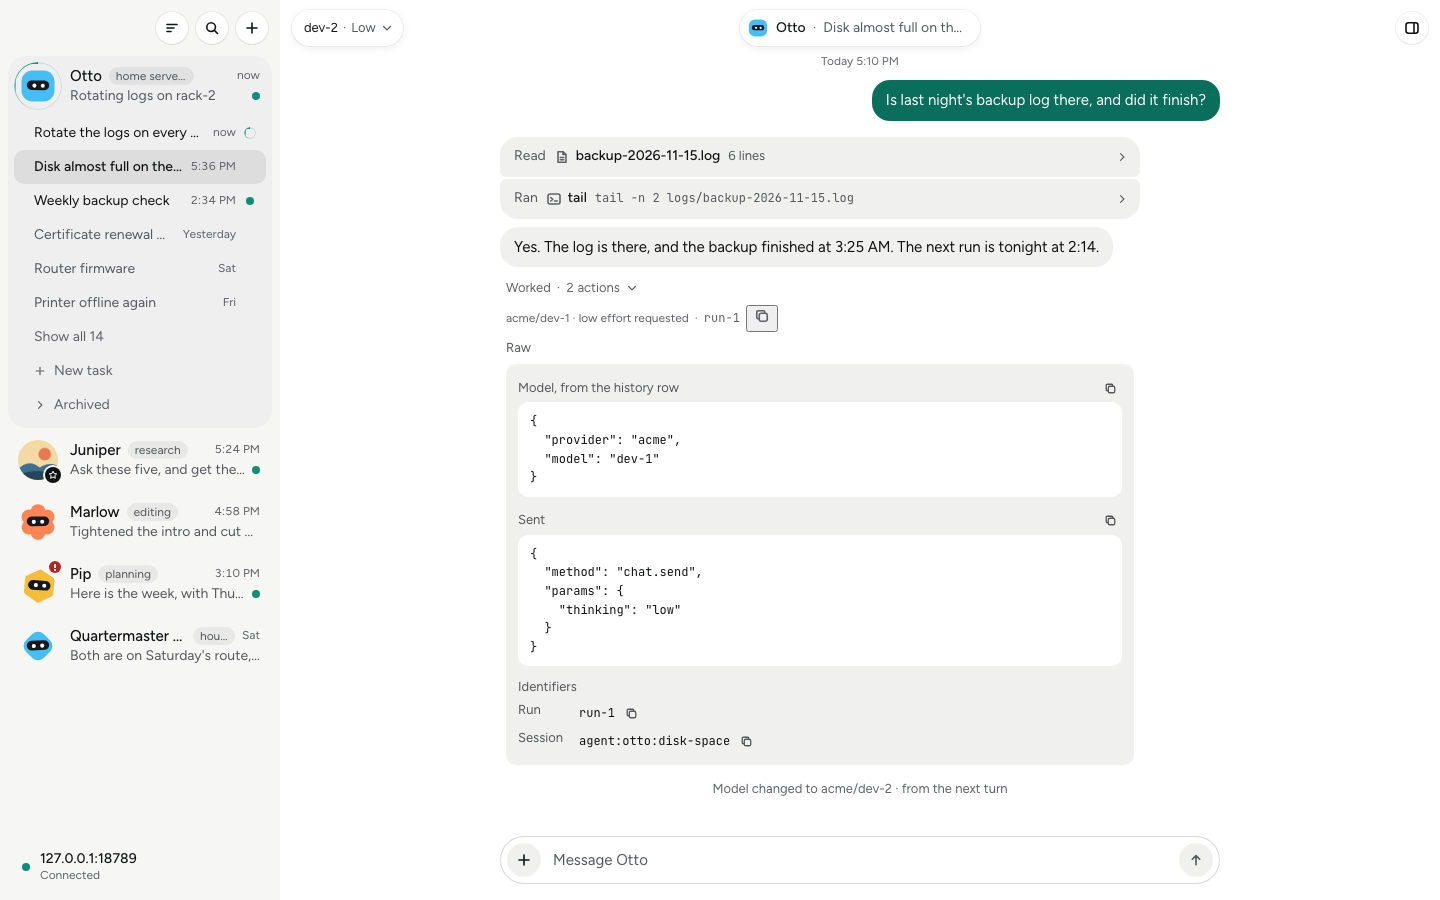 Otto
home serve...
now
Rotating logs on rack-2
Rotate the logs on every ...
now
Disk almost full on the...
5:36 PM
Weekly backup check
2:34 PM
Certificate renewal ...
Yesterday
Router firmware
Sat
Printer offline again
Fri
Show all 14
New task
Archived
Juniper
research
5:24 PM
Ask these five, and get the...
Marlow
editing
4:58 PM
Tightened the intro and cut ...
Pip
planning
3:10 PM
Here is the week, with Thu...
Quartermaster ...
hou...
Sat
Both are on Saturday's route,...
127.0.0.1:18789
Connected
dev-2 · Low
Otto · Disk almost full on th...
Today 5:10 PM
Is last night's backup log there, and did it finish?
Read backup-2026-11-15.log 6 lines
Ran tail tail -n 2 logs/backup-2026-11-15.log
Yes. The log is there, and the backup finished at 3:25 AM. The next run is tonight at 2:14.
Worked · 2 actions
acme/dev-1 · low effort requested · run-1
Raw
Model, from the history row
{
"provider": "acme",
"model": "dev-1"
}
Sent
{
"method": "chat.send",
"params": {
"thinking": "low"
}
}
Identifiers
Run run-1
Session agent:otto:disk-space
Model changed to acme/dev-2 · from the next turn
Message Otto